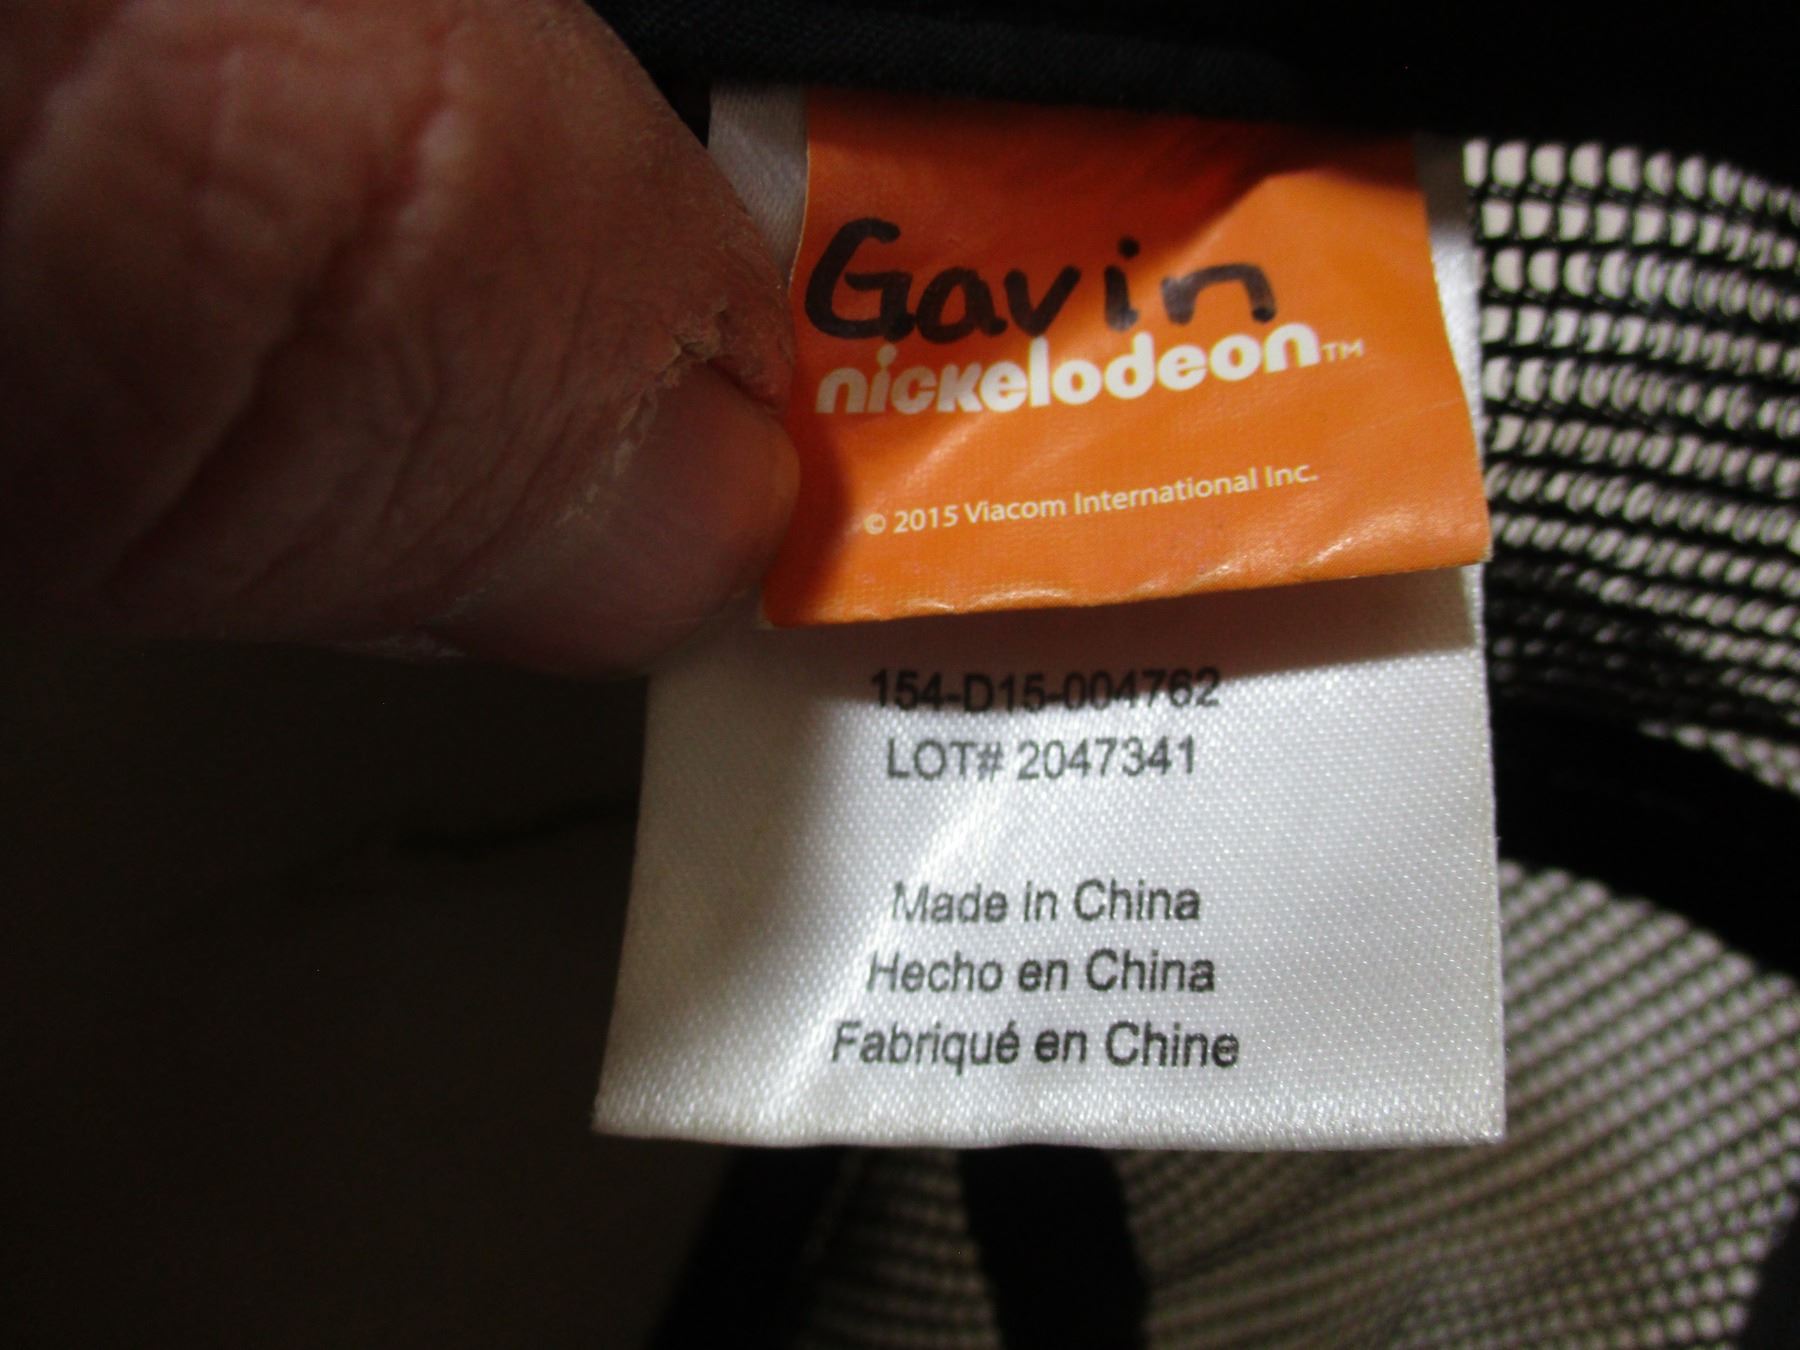 Gavin
nickelodeon™
© 2015 Viacom International Inc.
154-D15-004762
LOT# 2047341
Made in China
Hecho en China
Fabriqué en Chine